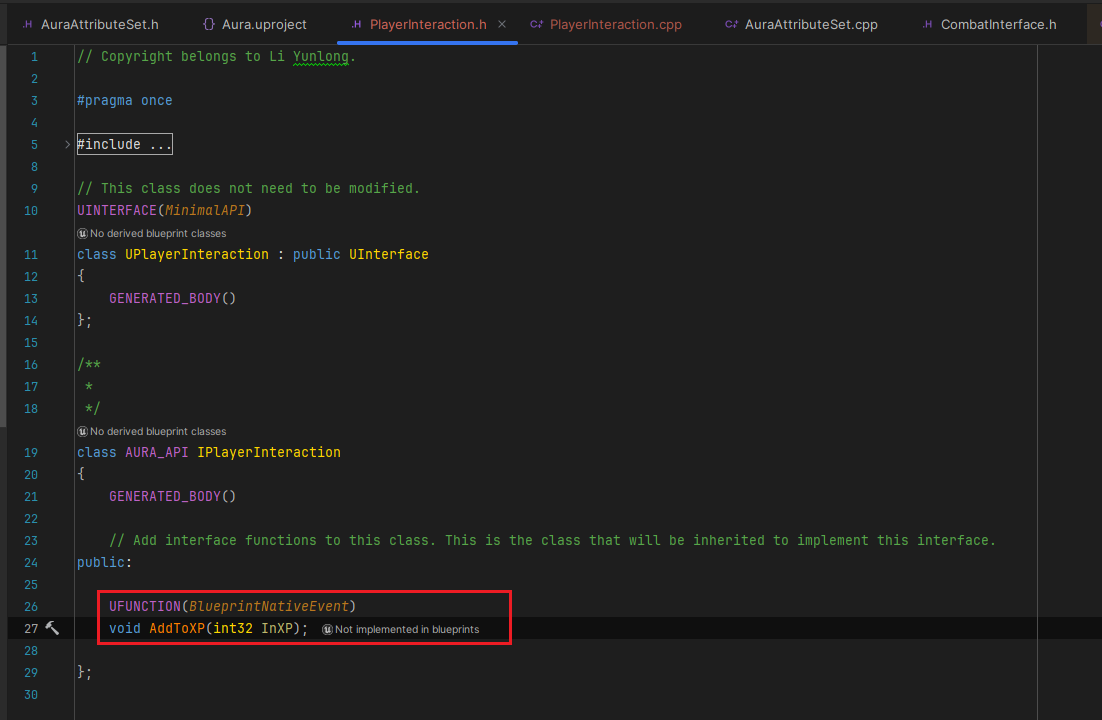 .H AuraAttributeSet.h {} Aura.uproject .H PlayerInteraction.h × C++ PlayerInteraction.cpp C++ AuraAttributeSet.cpp .H CombatInterface.h
1 // Copyright belongs to Li Yunlong.
2
3 #pragma once
4
5 #include ...
8
9 // This class does not need to be modified.
10 UINTERFACE(MinimalAPI)
No derived blueprint classes
11 class UPlayerInteraction : public UInterface
12 {
13 GENERATED_BODY()
14 };
15
16 /**
17 *
18 */
No derived blueprint classes
19 class AURA_API IPlayerInteraction
20 {
21 GENERATED_BODY()
22
23 // Add interface functions to this class. This is the class that will be inherited to implement this interface.
24 public:
25
26 UFUNCTION(BlueprintNativeEvent)
27 void AddToXP(int32 InXP); Not implemented in blueprints
28
29 };
30